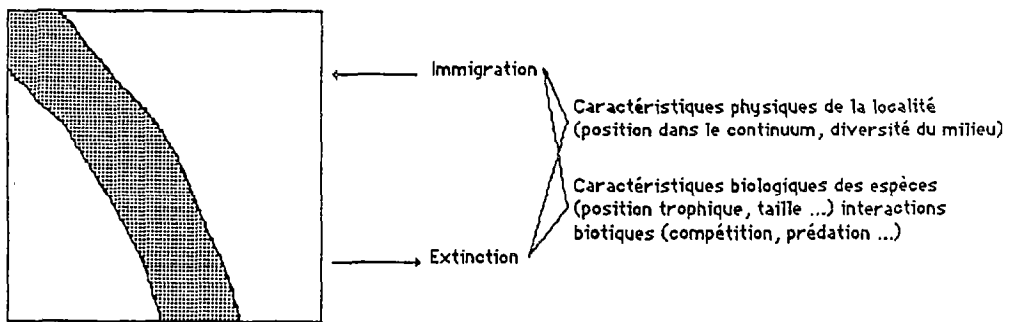 Immigration
Caractéristiques physiques de la localité
(position dans le continuum, diversité du milieu)
Caractéristiques biologiques des espèces
(position trophique, taille ...) interactions
biotiques (compétition, prédation ...)
Extinction